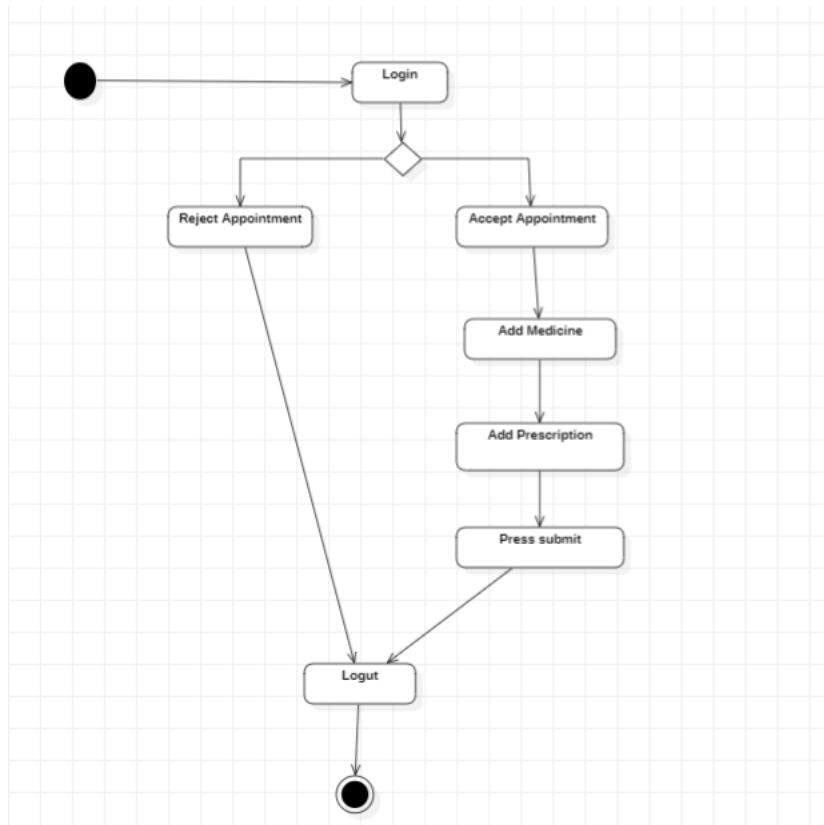 Login
Reject Appointment
Accept Appointment
Add Medicine
Add Prescription
Press submit
Logut